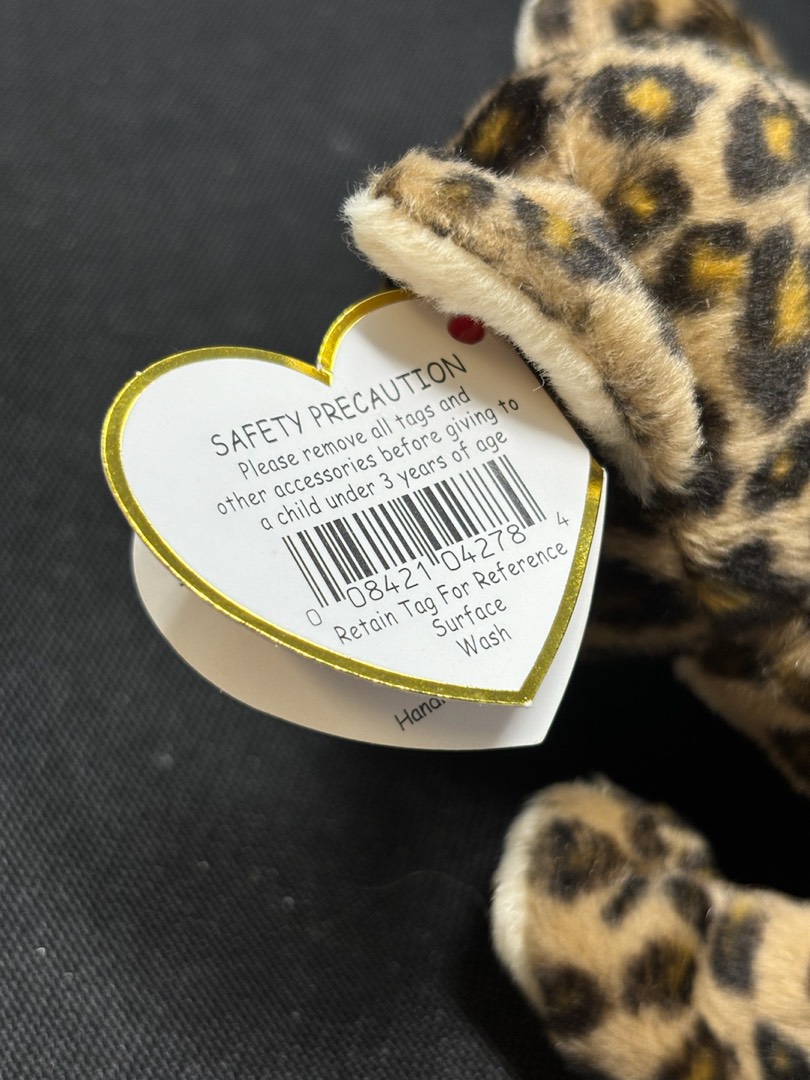 SAFETY PRECAUTION
Please remove all tags and
other accessories before giving to
a child under 3 years of age
0 08421 04278 4
Retain Tag For Reference
Surface
Wash